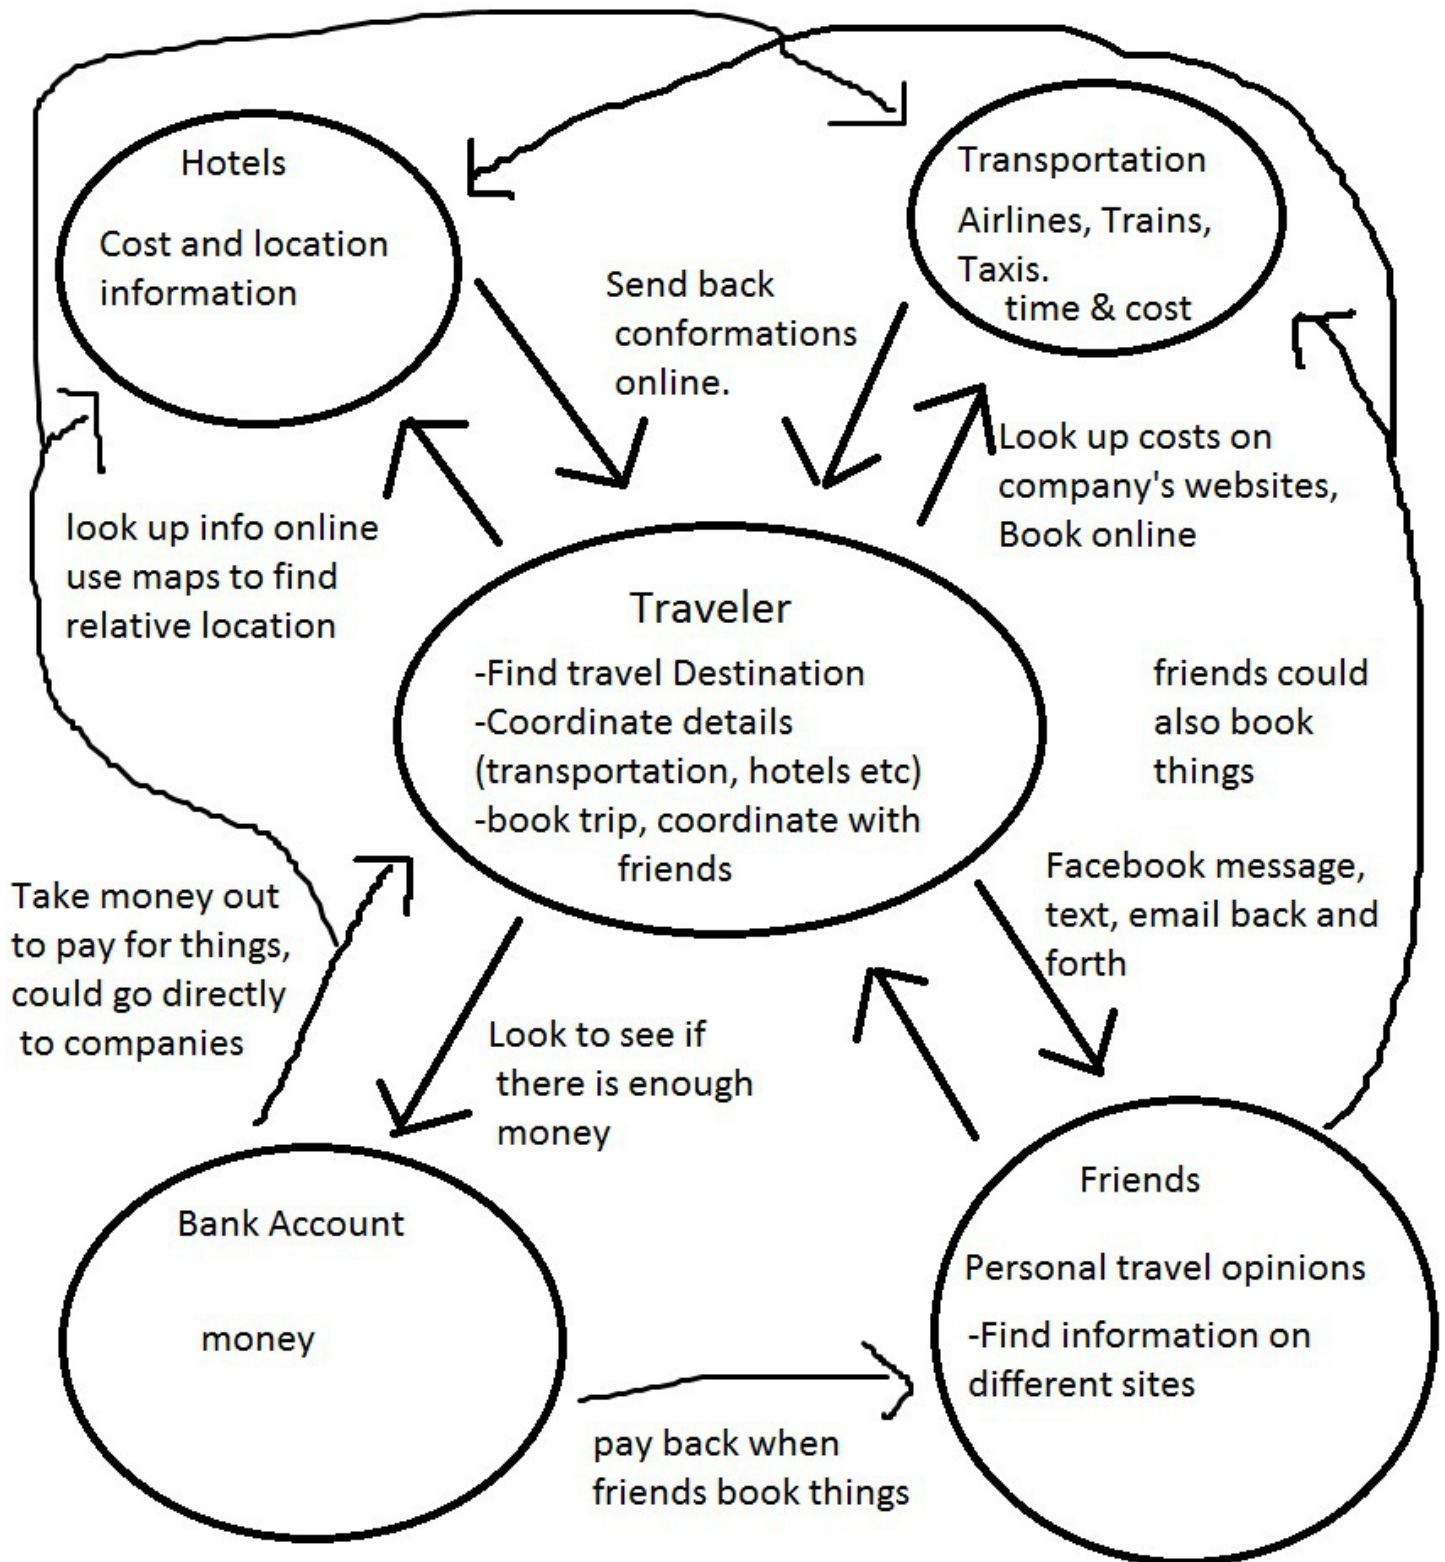 Hotels
Cost and location
information
Transportation
Airlines, Trains,
Taxis.
time & cost
Send back
conformations
online.
Look up costs on
company's websites,
Book online
look up info online
use maps to find
relative location
Traveler
-Find travel Destination
-Coordinate details
(transportation, hotels etc)
-book trip, coordinate with
friends
friends could
also book
things
Facebook message,
text, email back and
forth
Take money out
to pay for things,
could go directly
to companies
Look to see if
there is enough
money
Bank Account
money
Friends
Personal travel opinions
-Find information on
different sites
pay back when
friends book things